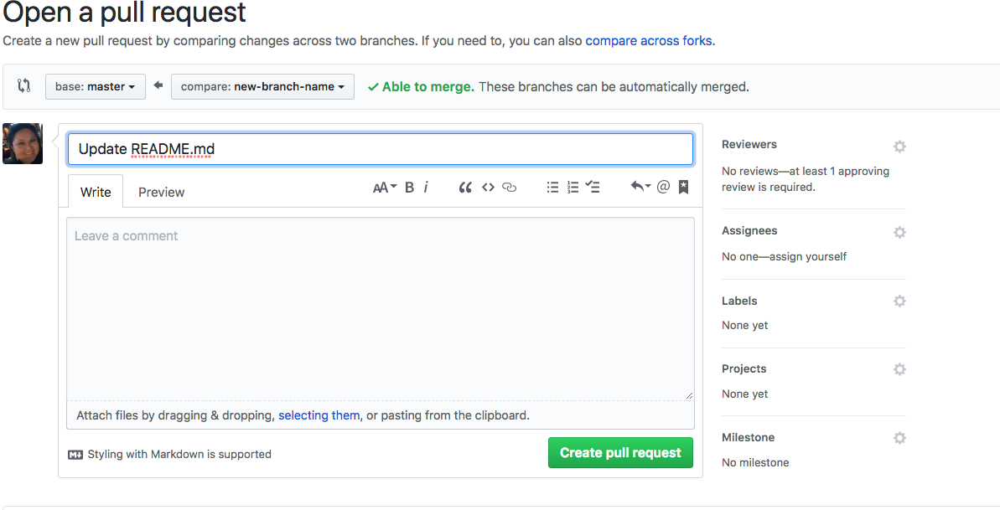 Open a pull request
Create a new pull request by comparing changes across two branches. If you need to, you can also compare across forks.
base: master compare: new-branch-name Able to merge. These branches can be automatically merged.
Update README.md
Write Preview AA B i
Leave a comment
Attach files by dragging & dropping, selecting them, or pasting from the clipboard.
M Styling with Markdown is supported
Create pull request
Reviewers
No reviews—at least 1 approving
review is required.
Assignees
No one—assign yourself
Labels
None yet
Projects
None yet
Milestone
No milestone